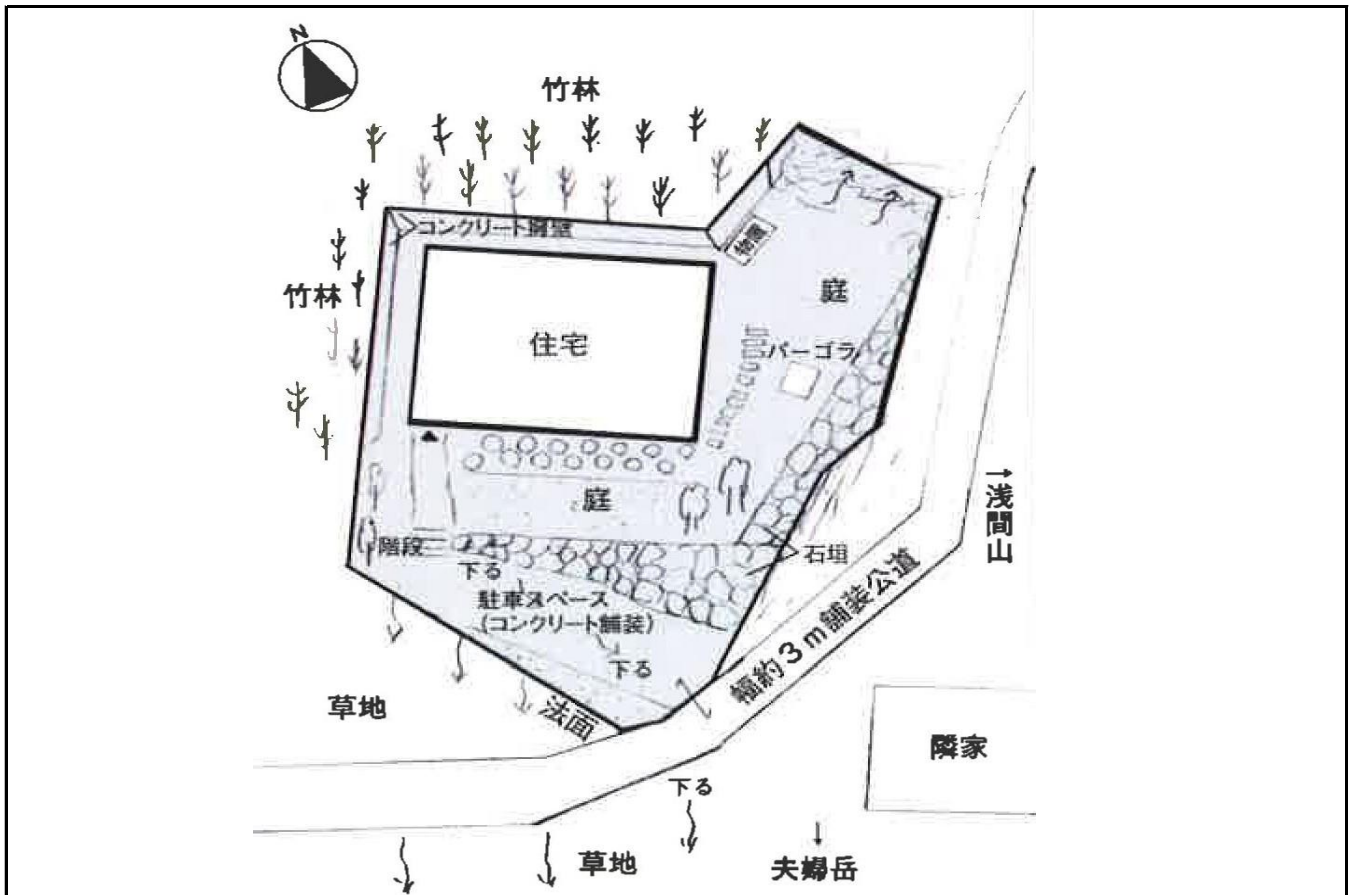 N
竹林
コンクリート擁壁
物置
竹林
庭
住宅
パーゴラ
→浅間山
庭
階段
石垣
下る
駐車スペース
(コンクリート舗装)
下る
幅約3m舗装公道
草地
法面
隣家
下る
草地
↓
夫婦岳